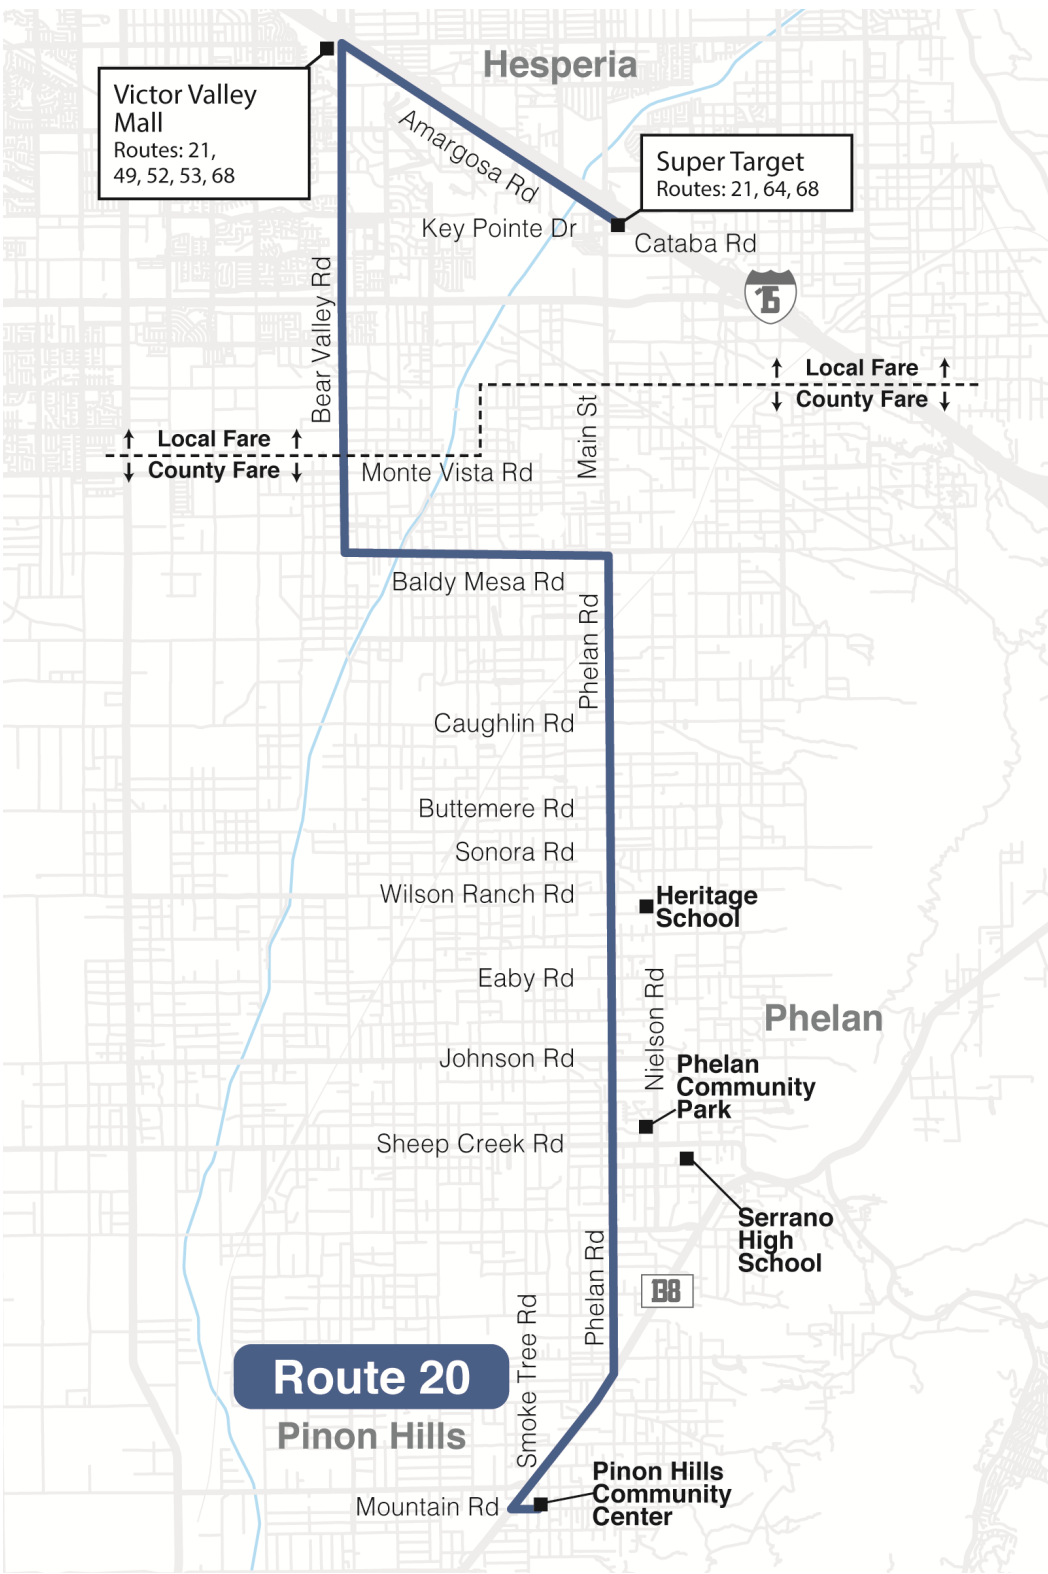 Hesperia
Victor Valley
Mall
Routes: 21,
49, 52, 53, 68
Amargosa Rd
Super Target
Routes: 21, 64, 68
Key Pointe Dr
Cataba Rd
15
Bear Valley Rd
Local Fare
County Fare
Main St
Local Fare
County Fare
Monte Vista Rd
Baldy Mesa Rd
Phelan Rd
Caughlin Rd
Buttemere Rd
Sonora Rd
Wilson Ranch Rd
Heritage
School
Eaby Rd
Nielson Rd
Phelan
Johnson Rd
Phelan
Community
Park
Sheep Creek Rd
Serrano
High
School
Phelan Rd
138
Smoke Tree Rd
Route 20
Pinon Hills
Pinon Hills
Community
Center
Mountain Rd